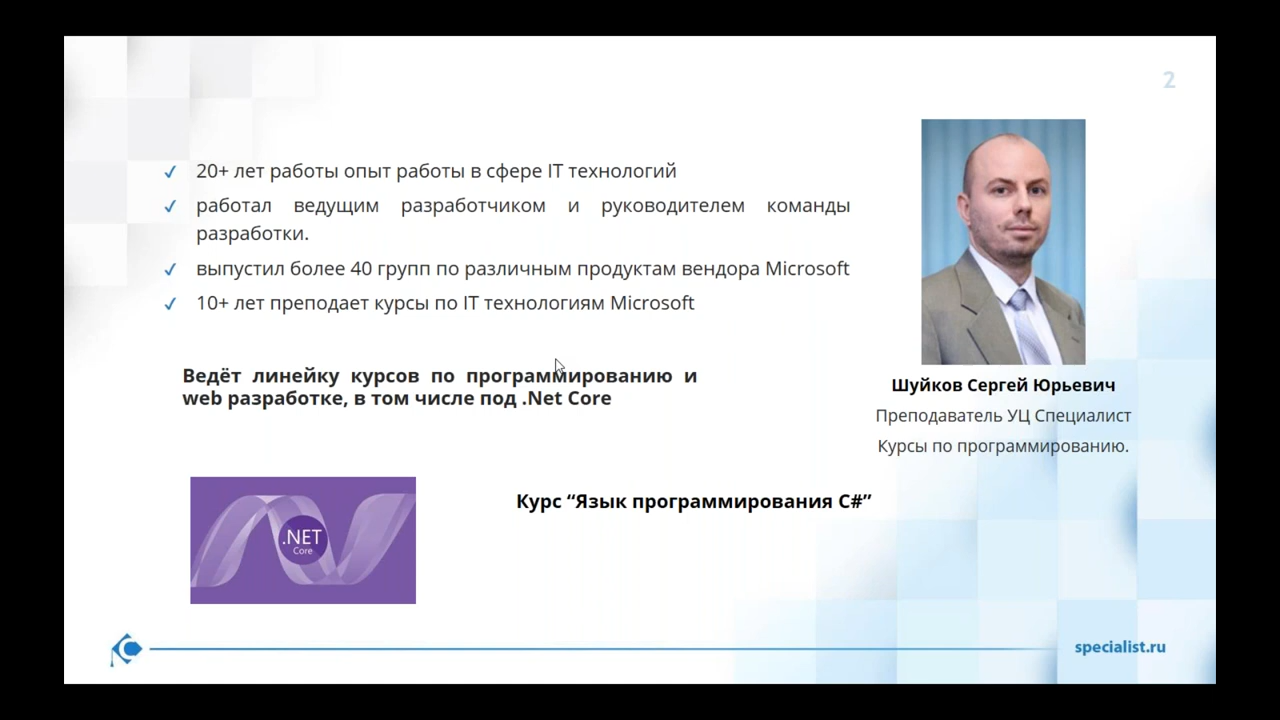 2
20+ лет работы опыт работы в сфере IT технологий
работал ведущим разработчиком и руководителем команды
разработки.
выпустил более 40 групп по различным продуктам вендора Microsoft
10+ лет преподает курсы по IT технологиям Microsoft
Ведёт линейку курсов по программированию и
web разработке, в том числе под .Net Core
Шуйков Сергей Юрьевич
Преподаватель УЦ Специалист
Курсы по программированию.
.NET
Core
Курс “Язык программирования C#”
specialist.ru